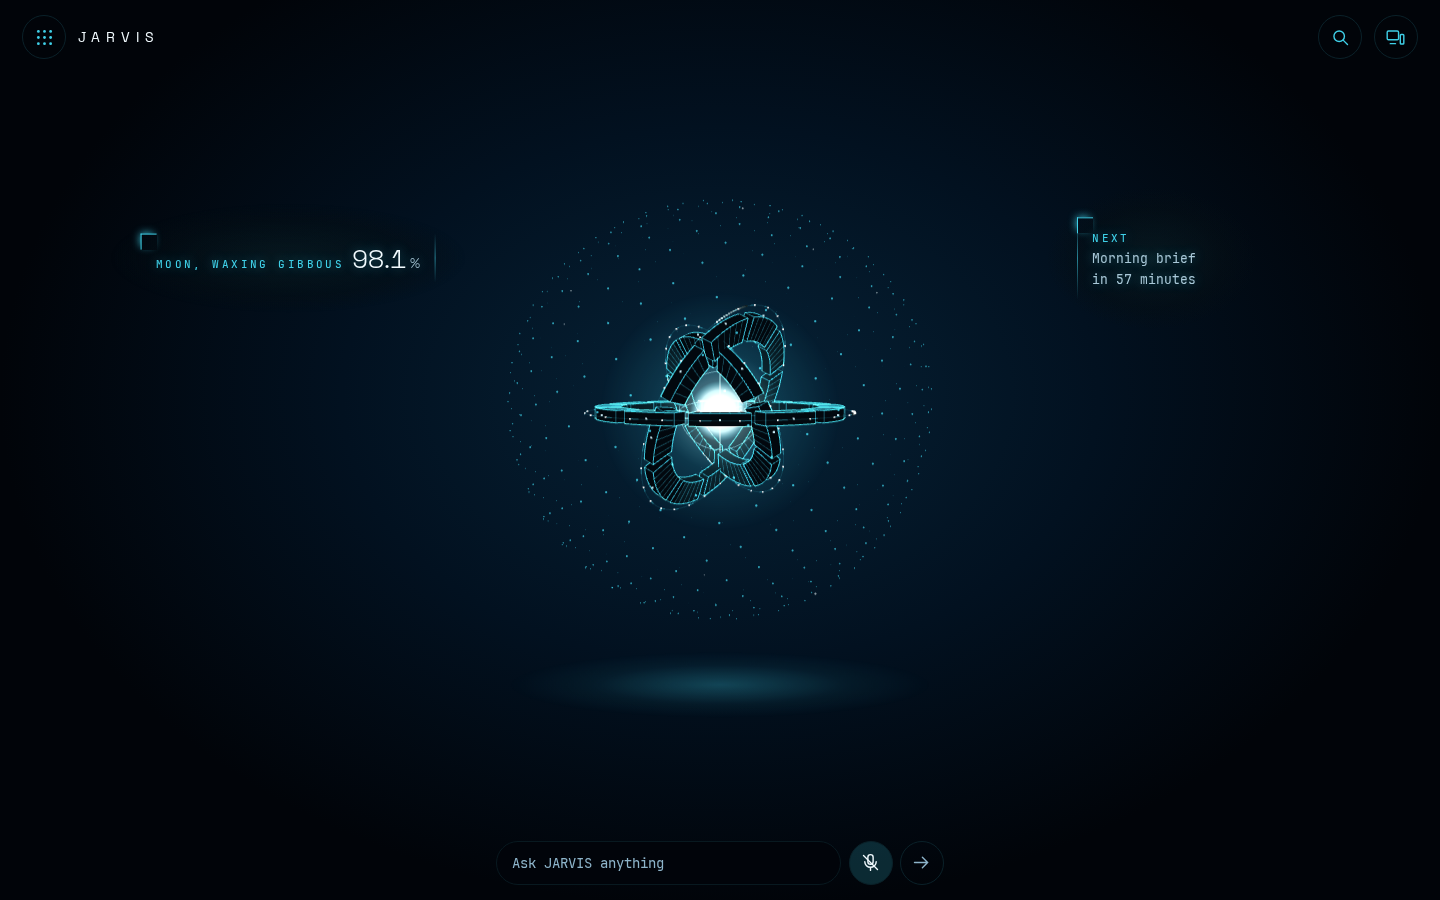 JARVIS
MOON, WAXING GIBBOUS 98.1 %
NEXT
Morning brief
in 57 minutes
Ask JARVIS anything